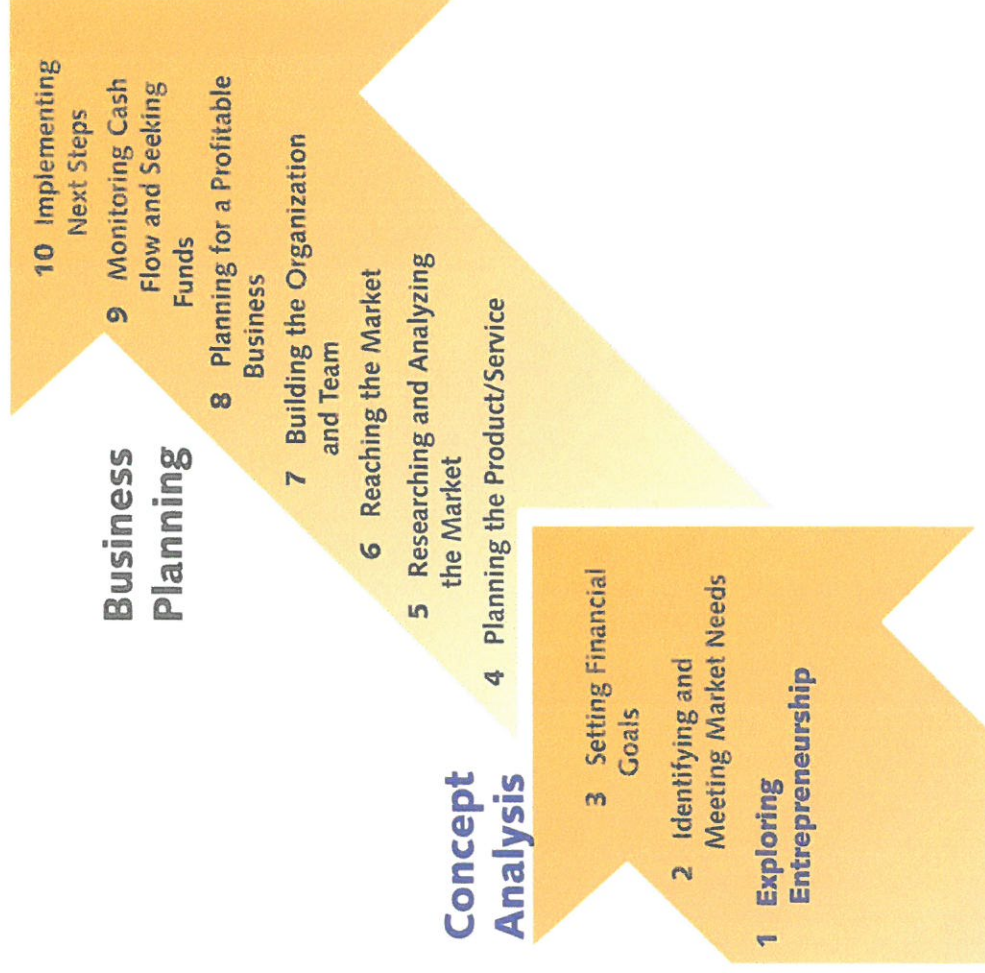 Business
Planning
10 Implementing
Next Steps
9 Monitoring Cash
Flow and Seeking
Funds
8 Planning for a Profitable
Business
7 Building the Organization
and Team
6 Reaching the Market
5 Researching and Analyzing
the Market
4 Planning the Product/Service
Concept
Analysis
3 Setting Financial
Goals
2 Identifying and
Meeting Market Needs
1 Exploring
Entrepreneurship